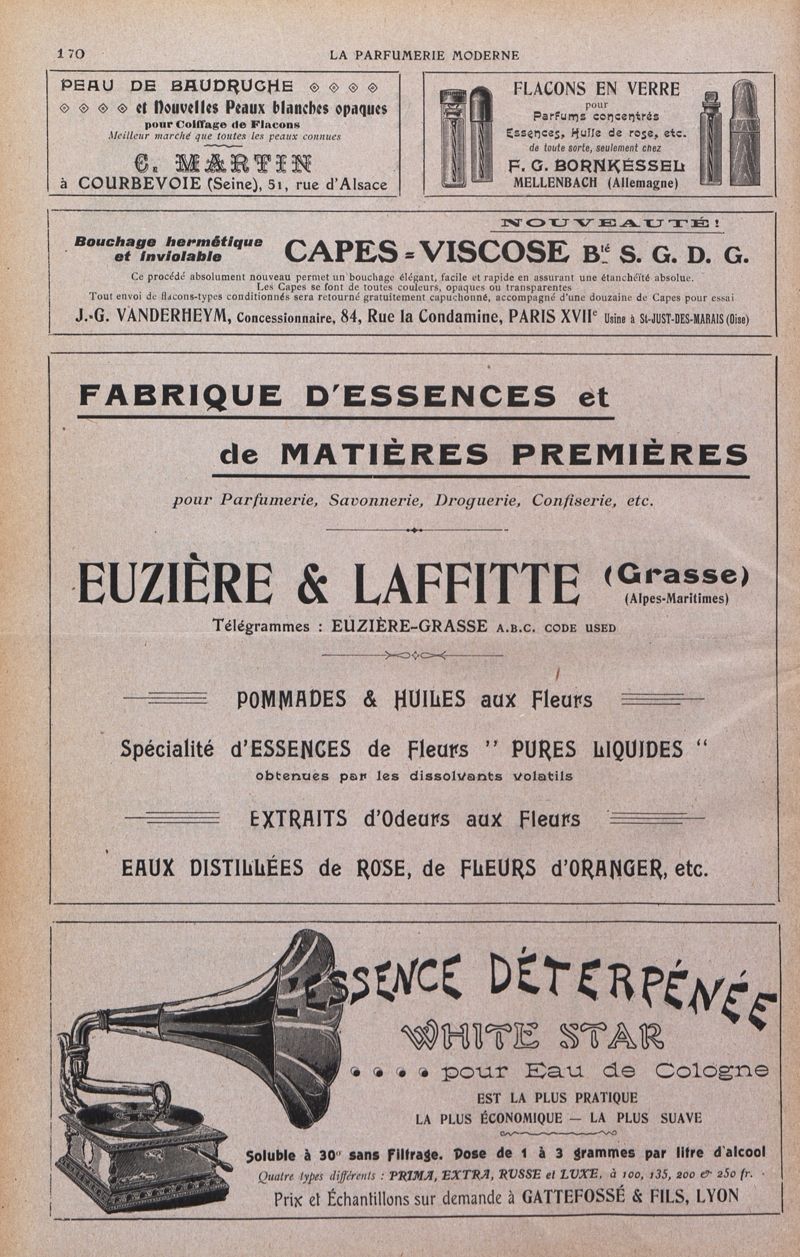 170
LA PARFUMERIE MODERNE
PEAU DE BAUDRUCHE
et Nouvelles Peaux blanches opaques
pour Coiffage de Flacons
Meilleur marché que toutes les peaux connues
C. MARTIN
à COURBEVOIE (Seine), 51, rue d'Alsace
FLACONS EN VERRE
pour
Parfums concentrés
Essences, Huile de rose, etc.
de toute sorte, seulement chez
F. G. BORNKESSEL
MELLENBACH (Allemagne)
NOUVEAUTÉ!
Bouchage hermétique
et inviolable
CAPES=VISCOSE Bté S. G. D. G.
Ce procédé absolument nouveau permet un bouchage élégant, facile et rapide en assurant une étanchéïté absolue.
Les Capes se font de toutes couleurs, opaques ou transparentes
Tout envoi de flacons-types conditionnés sera retourné gratuitement capuchonné, accompagné d'une douzaine de Capes pour essai
J.-G. VANDERHEYM, Concessionnaire, 84, Rue la Condamine, PARIS XVIIe Usine à St-JUST-DES-MARAIS (Oise)
FABRIQUE D'ESSENCES et
de MATIÈRES PREMIÈRES
pour Parfumerie, Savonnerie, Droguerie, Confiserie, etc.
EUZIÈRE & LAFFITTE (Grasse)
(Alpes-Maritimes)
Télégrammes : EUZIÈRE-GRASSE A.B.C. CODE USED
POMMADES & HUILES aux Fleurs
Spécialité d'ESSENCES de Fleurs " PURES LIQUIDES "
obtenues par les dissolvants volatils
EXTRAITS d'Odeurs aux Fleurs
EAUX DISTILLÉES de ROSE, de FLEURS d'ORANGER, etc.
L'ESSENCE DÉTERPÉNÉE
WHITE STAR
pour Eau de Cologne
EST LA PLUS PRATIQUE
LA PLUS ÉCONOMIQUE — LA PLUS SUAVE
Soluble à 30° sans Filtrage. Dose de 1 à 3 grammes par litre d'alcool
Quatre types différents : PRIMA, EXTRA, RUSSE et LUXE, à 100, 135, 200 & 250 fr.
Prix et Échantillons sur demande à GATTEFOSSÉ & FILS, LYON